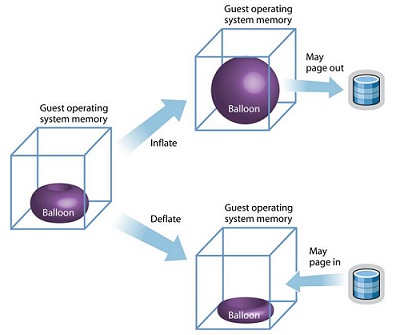 Guest operating
system memory
May
page out
Balloon
Guest operating
system memory
Inflate
Balloon
Deflate
Guest operating
system memory
May
page in
Balloon